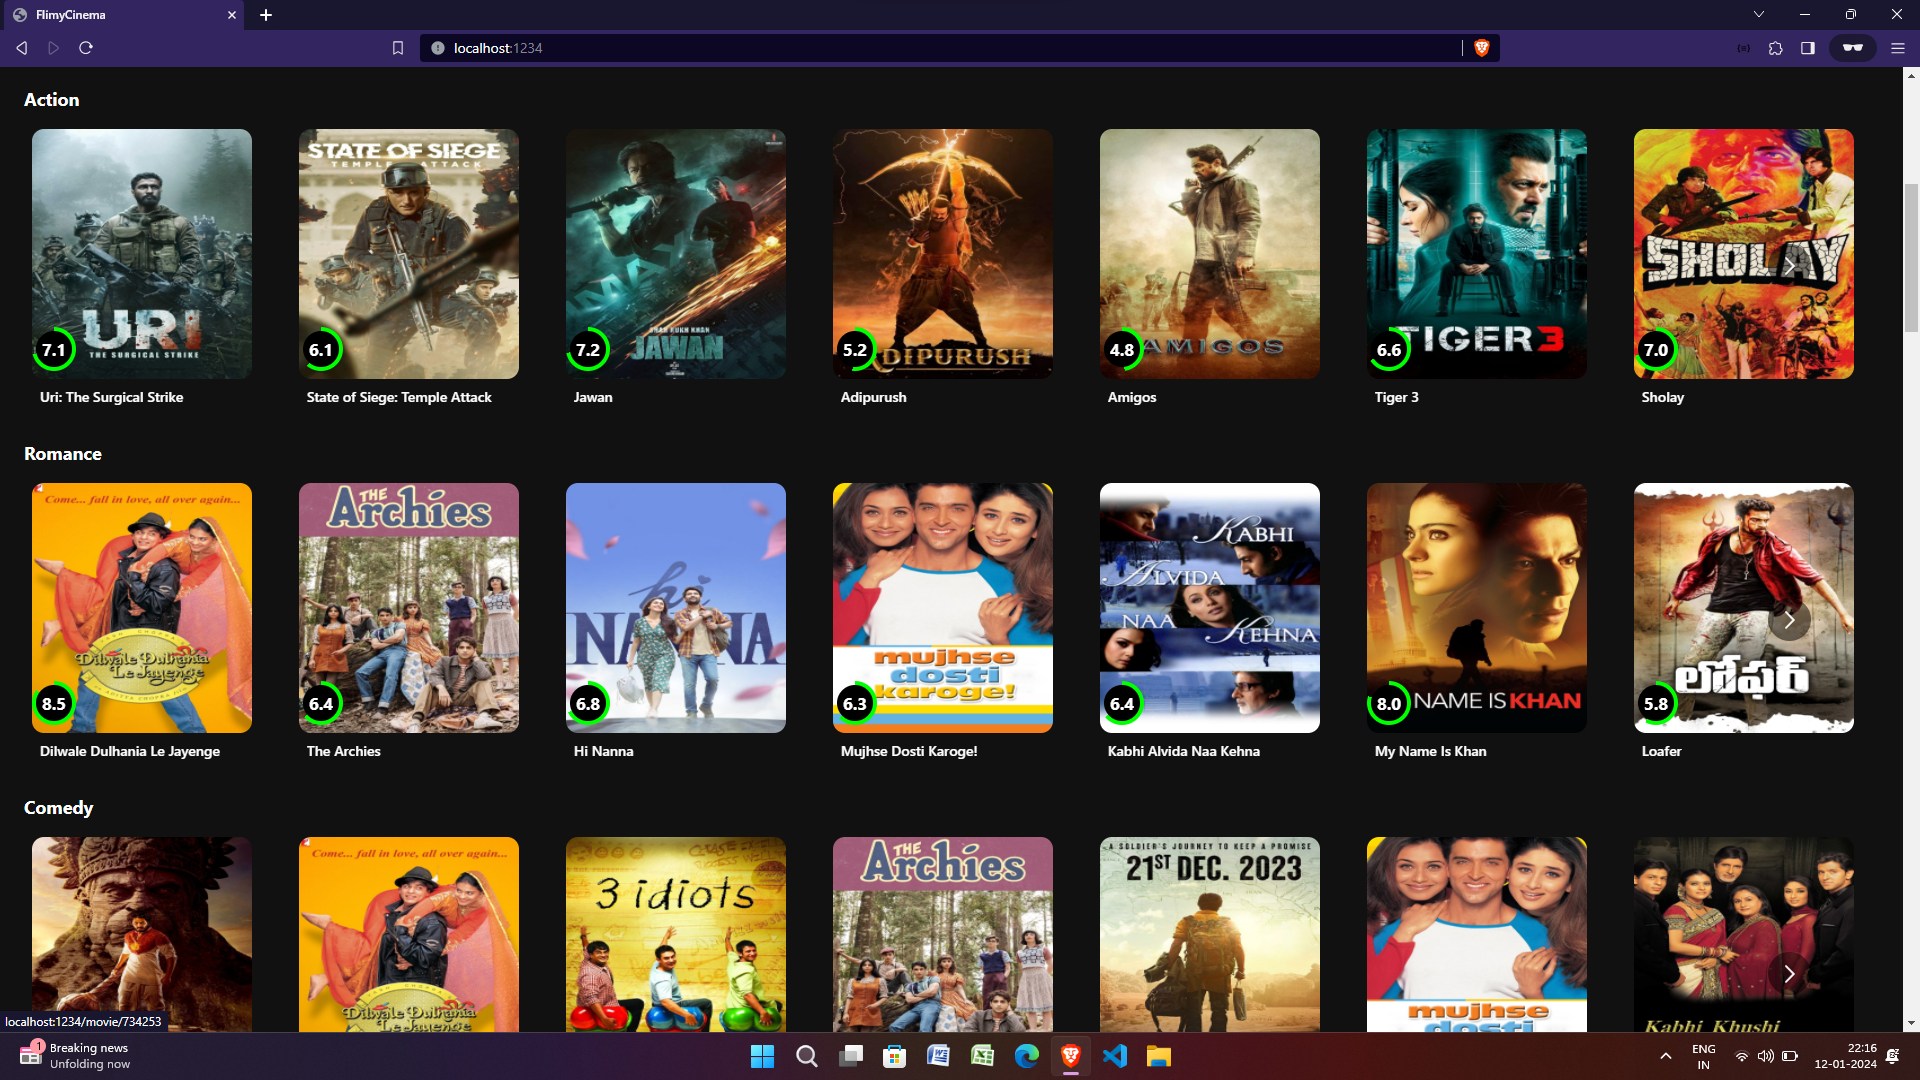 FlimyCinema
localhost:1234
Action
URI
THE SURGICAL STRIKE
7.1
Uri: The Surgical Strike
STATE OF SIEGE
TEMPLE ATTACK
6.1
State of Siege: Temple Attack
SHAH RUKH KHAN
JAWAN
7.2
Jawan
ADIPURUSH
5.2
Adipurush
AMIGOS
4.8
Amigos
TIGER 3
6.6
Tiger 3
SHOLAY
7.0
Sholay
Romance
Come... fall in love, all over again...
YASH CHOPRA
Dilwale Dulhania
Le Jayenge
8.5
Dilwale Dulhania Le Jayenge
THE
Archies
6.4
The Archies
hi
NANNA
6.8
Hi Nanna
mujhse
dosti
karoge!
6.3
Mujhse Dosti Karoge!
KABHI
ALVIDA
NAA
KEHNA
6.4
Kabhi Alvida Naa Kehna
NAME IS KHAN
8.0
My Name Is Khan
లోఫర్
5.8
Loafer
Comedy
Come... fall in love, all over again...
Dilwale Dulhania
Le Jayenge
3 idiots
THE
Archies
A SOLDIER'S JOURNEY TO KEEP A PROMISE
21ST DEC. 2023
mujhse
dosti
Kabhi Khushi
localhost:1234/movie/734253
1
Breaking news
Unfolding now
ENG
IN
22:16
12-01-2024